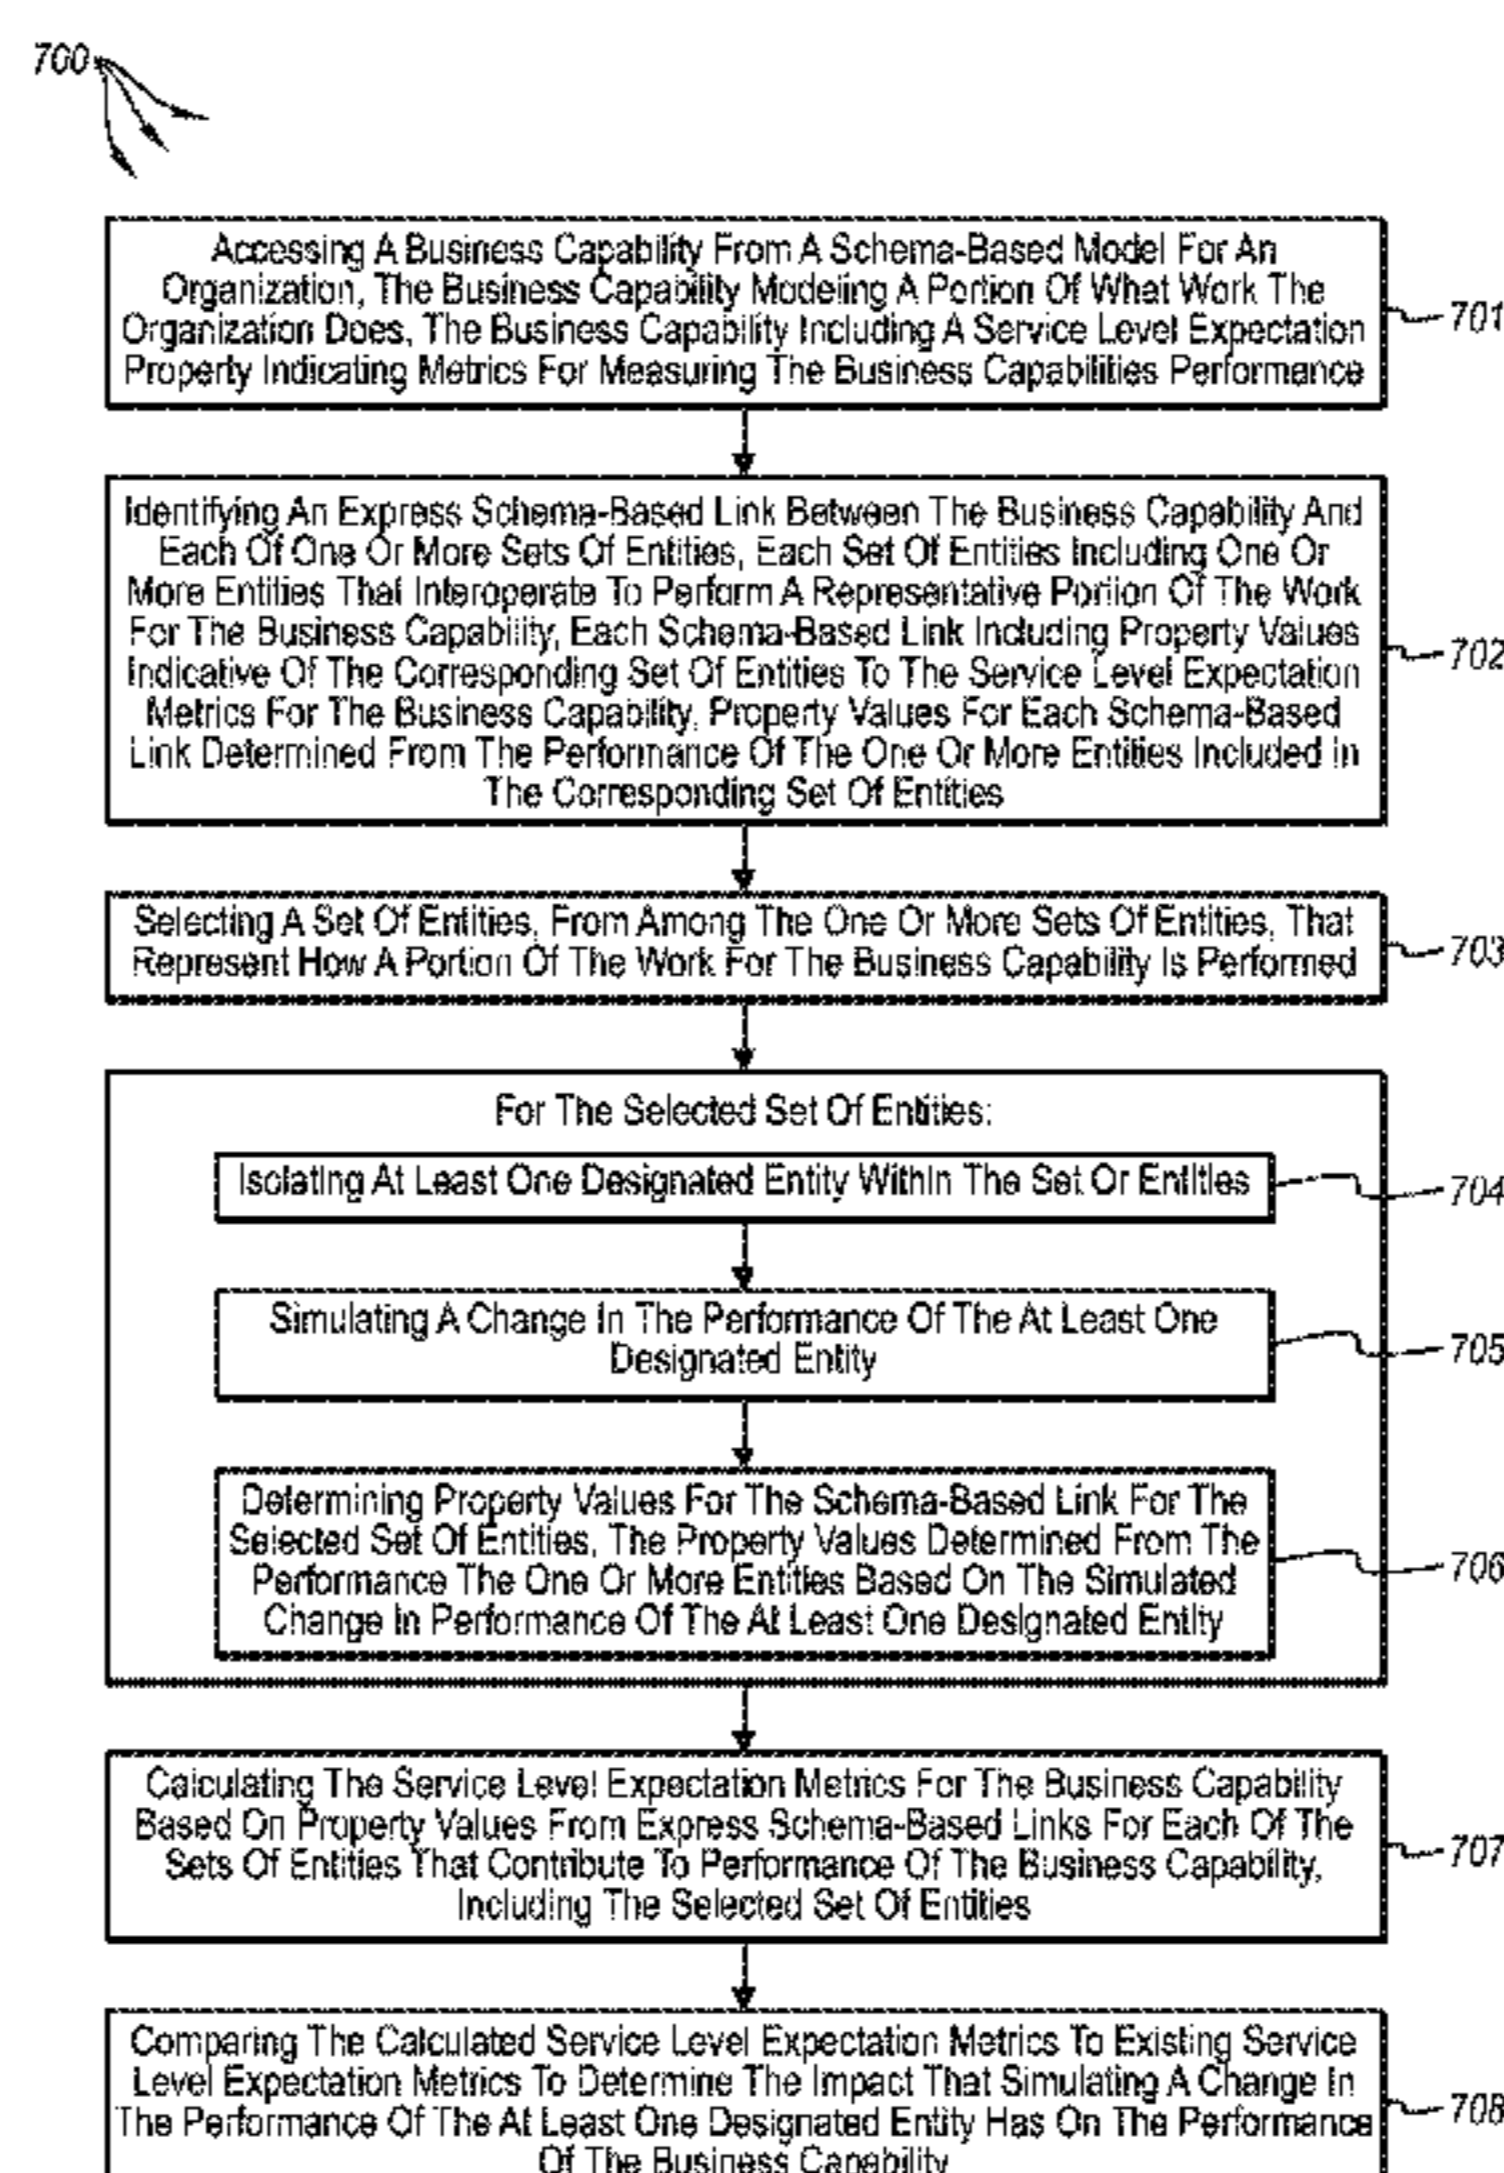 700
Accessing A Business Capability From A Schema-Based Model For An
Organization, The Business Capability Modeling A Portion Of What Work The
Organization Does, The Business Capability Including A Service Level Expectation
Property Indicating Metrics For Measuring The Business Capabilities Performance
701
Identifying An Express Schema-Based Link Between The Business Capability And
Each Of One Or More Sets Of Entities, Each Set Of Entities Including One Or
More Entities That Interoperate To Perform A Representative Portion Of The Work
For The Business Capability, Each Schema-Based Link Including Property Values
Indicative Of The Corresponding Set Of Entities To The Service Level Expectation
Metrics For The Business Capability, Property Values For Each Schema-Based
Link Determined From The Performance Of The One Or More Entities Included In
The Corresponding Set Of Entities
702
Selecting A Set Of Entities, From Among The One Or More Sets Of Entities, That
Represent How A Portion Of The Work For The Business Capability Is Performed
703
For The Selected Set Of Entities:
Isolating At Least One Designated Entity Within The Set Or Entities
704
Simulating A Change In The Performance Of The At Least One
Designated Entity
705
Determining Property Values For The Schema-Based Link For The
Selected Set Of Entities, The Property Values Determined From The
Performance The One Or More Entities Based On The Simulated
Change In Performance Of The At Least One Designated Entity
706
Calculating The Service Level Expectation Metrics For The Business Capability
Based On Property Values From Express Schema-Based Links For Each Of The
Sets Of Entities That Contribute To Performance Of The Business Capability,
Including The Selected Set Of Entities
707
Comparing The Calculated Service Level Expectation Metrics To Existing Service
Level Expectation Metrics To Determine The Impact That Simulating A Change In
The Performance Of The At Least One Designated Entity Has On The Performance
Of The Business Capability
708